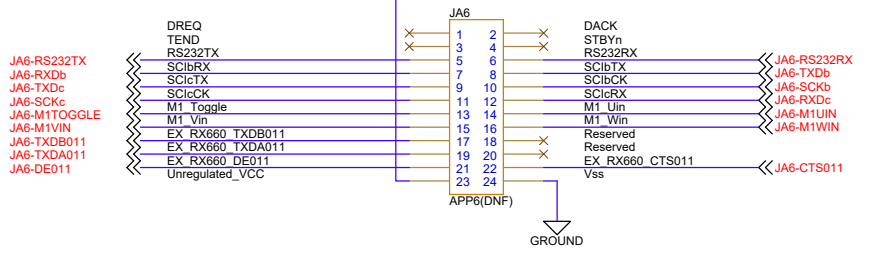 JA6
DREQ 1 2 DACK
TEND 3 4 STBYn
JA6-RS232TX RS232TX 5 6 RS232RX JA6-RS232RX
JA6-RXDb SCIbRX 7 8 SCIbTX JA6-TXDb
JA6-TXDc SCIcTX 9 10 SCIbCK JA6-SCKb
JA6-SCKc SCIcCK 11 12 SCIcRX JA6-RXDc
JA6-M1TOGGLE M1_Toggle 13 14 M1_Uin JA6-M1UIN
JA6-M1VIN M1_Vin 15 16 M1_Win JA6-M1WIN
JA6-TXDB011 EX_RX660_TXDB011 17 18 Reserved
JA6-TXDA011 EX_RX660_TXDA011 19 20 Reserved
JA6-DE011 EX_RX660_DE011 21 22 EX_RX660_CTS011 JA6-CTS011
Unregulated_VCC 23 24 Vss
APP6(DNF)
GROUND